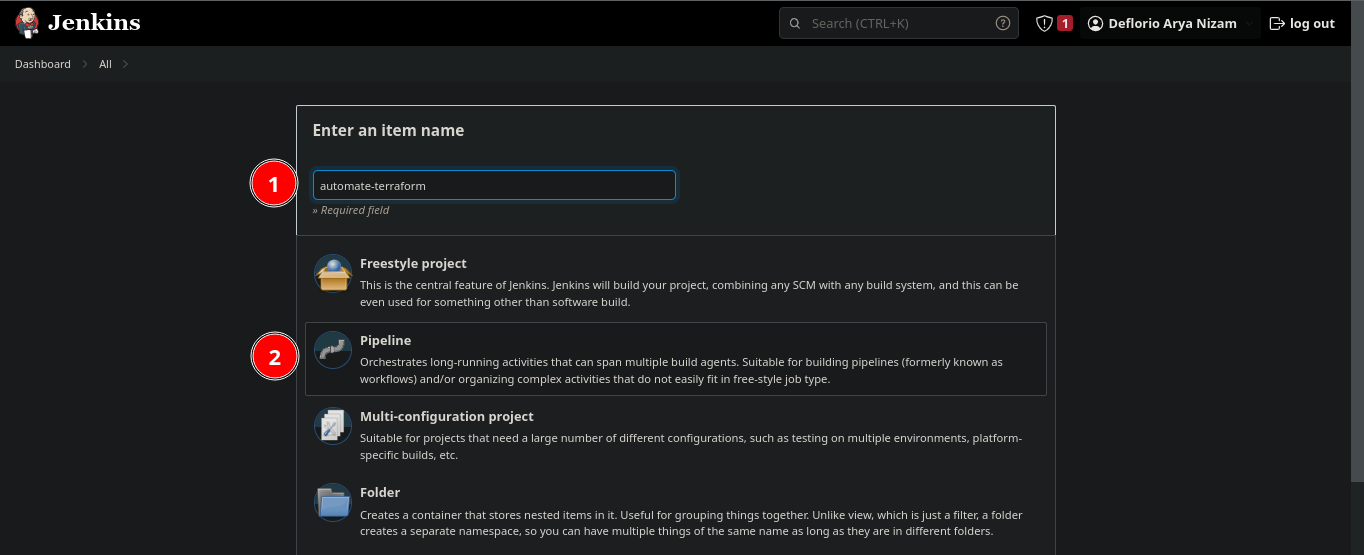 Jenkins
Search (CTRL+K)
1
Deflorio Arya Nizam
log out
Dashboard
All
Enter an item name
1
automate-terraform
» Required field
Freestyle project
This is the central feature of Jenkins. Jenkins will build your project, combining any SCM with any build system, and this can be
even used for something other than software build.
2
Pipeline
Orchestrates long-running activities that can span multiple build agents. Suitable for building pipelines (formerly known as
workflows) and/or organizing complex activities that do not easily fit in free-style job type.
Multi-configuration project
Suitable for projects that need a large number of different configurations, such as testing on multiple environments, platform-
specific builds, etc.
Folder
Creates a container that stores nested items in it. Useful for grouping things together. Unlike view, which is just a filter, a folder
creates a separate namespace, so you can have multiple things of the same name as long as they are in different folders.